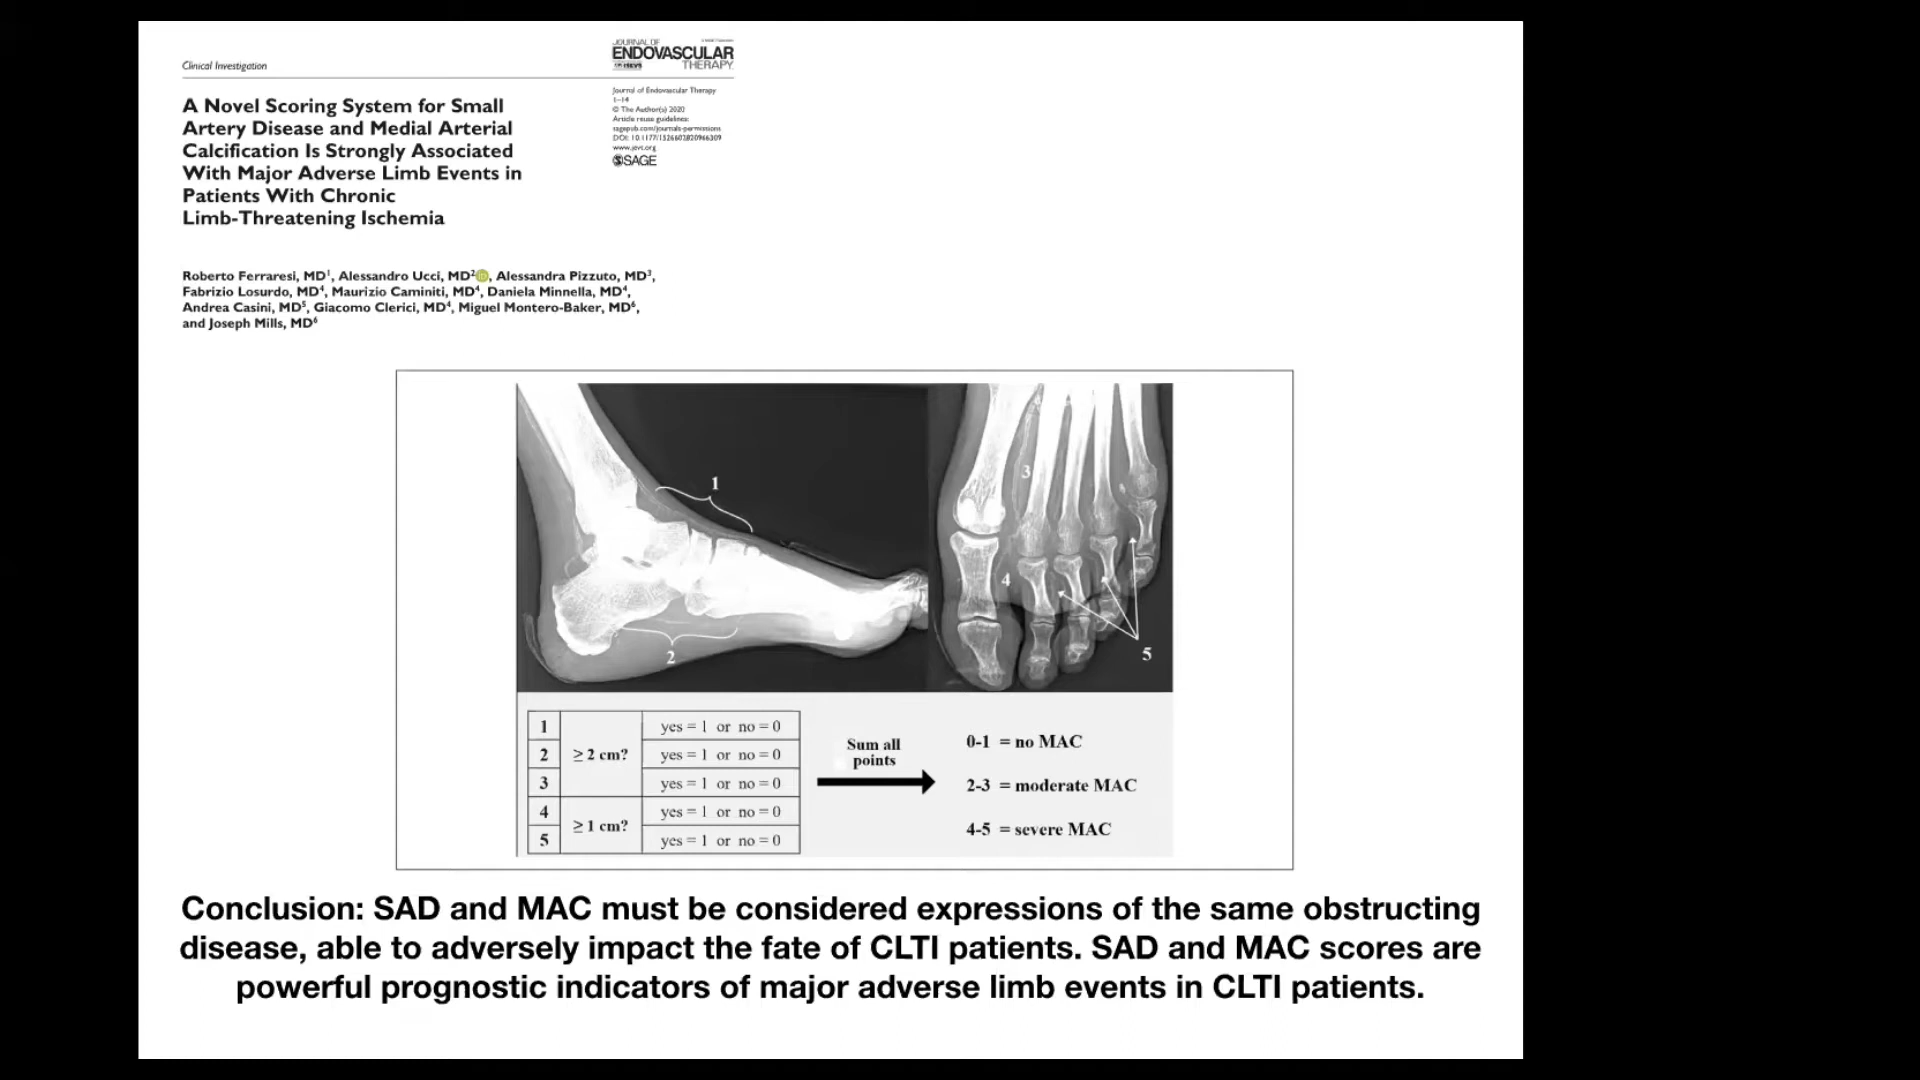 Clinical Investigation
JOURNAL OF
ENDOVASCULAR
THERAPY
A Novel Scoring System for Small
Artery Disease and Medial Arterial
Calcification Is Strongly Associated
With Major Adverse Limb Events in
Patients With Chronic
Limb-Threatening Ischemia
Journal of Endovascular Therapy
1–14
© The Author(s) 2020
Article reuse guidelines:
sagepub.com/journals-permissions
DOI: 10.1177/1526602820966309
www.jevt.org
SAGE
Roberto Ferraresi, MD1, Alessandro Ucci, MD2, Alessandra Pizzuto, MD3,
Fabrizio Losurdo, MD4, Maurizio Caminiti, MD4, Daniela Minnella, MD4,
Andrea Casini, MD5, Giacomo Clerici, MD4, Miguel Montero-Baker, MD6,
and Joseph Mills, MD6
1
2
3
4
5
1 yes = 1 or no = 0
2 ≥ 2 cm? yes = 1 or no = 0
3 yes = 1 or no = 0
4 yes = 1 or no = 0
≥ 1 cm?
5 yes = 1 or no = 0
Sum all
points
0-1 = no MAC
2-3 = moderate MAC
4-5 = severe MAC
Conclusion: SAD and MAC must be considered expressions of the same obstructing
disease, able to adversely impact the fate of CLTI patients. SAD and MAC scores are
powerful prognostic indicators of major adverse limb events in CLTI patients.